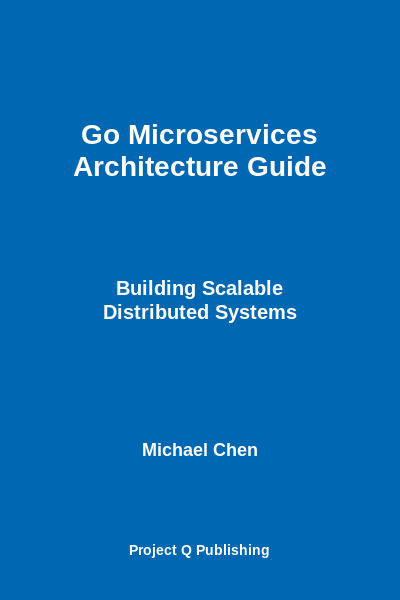 Go Microservices
Architecture Guide
Building Scalable
Distributed Systems
Michael Chen
Project Q Publishing